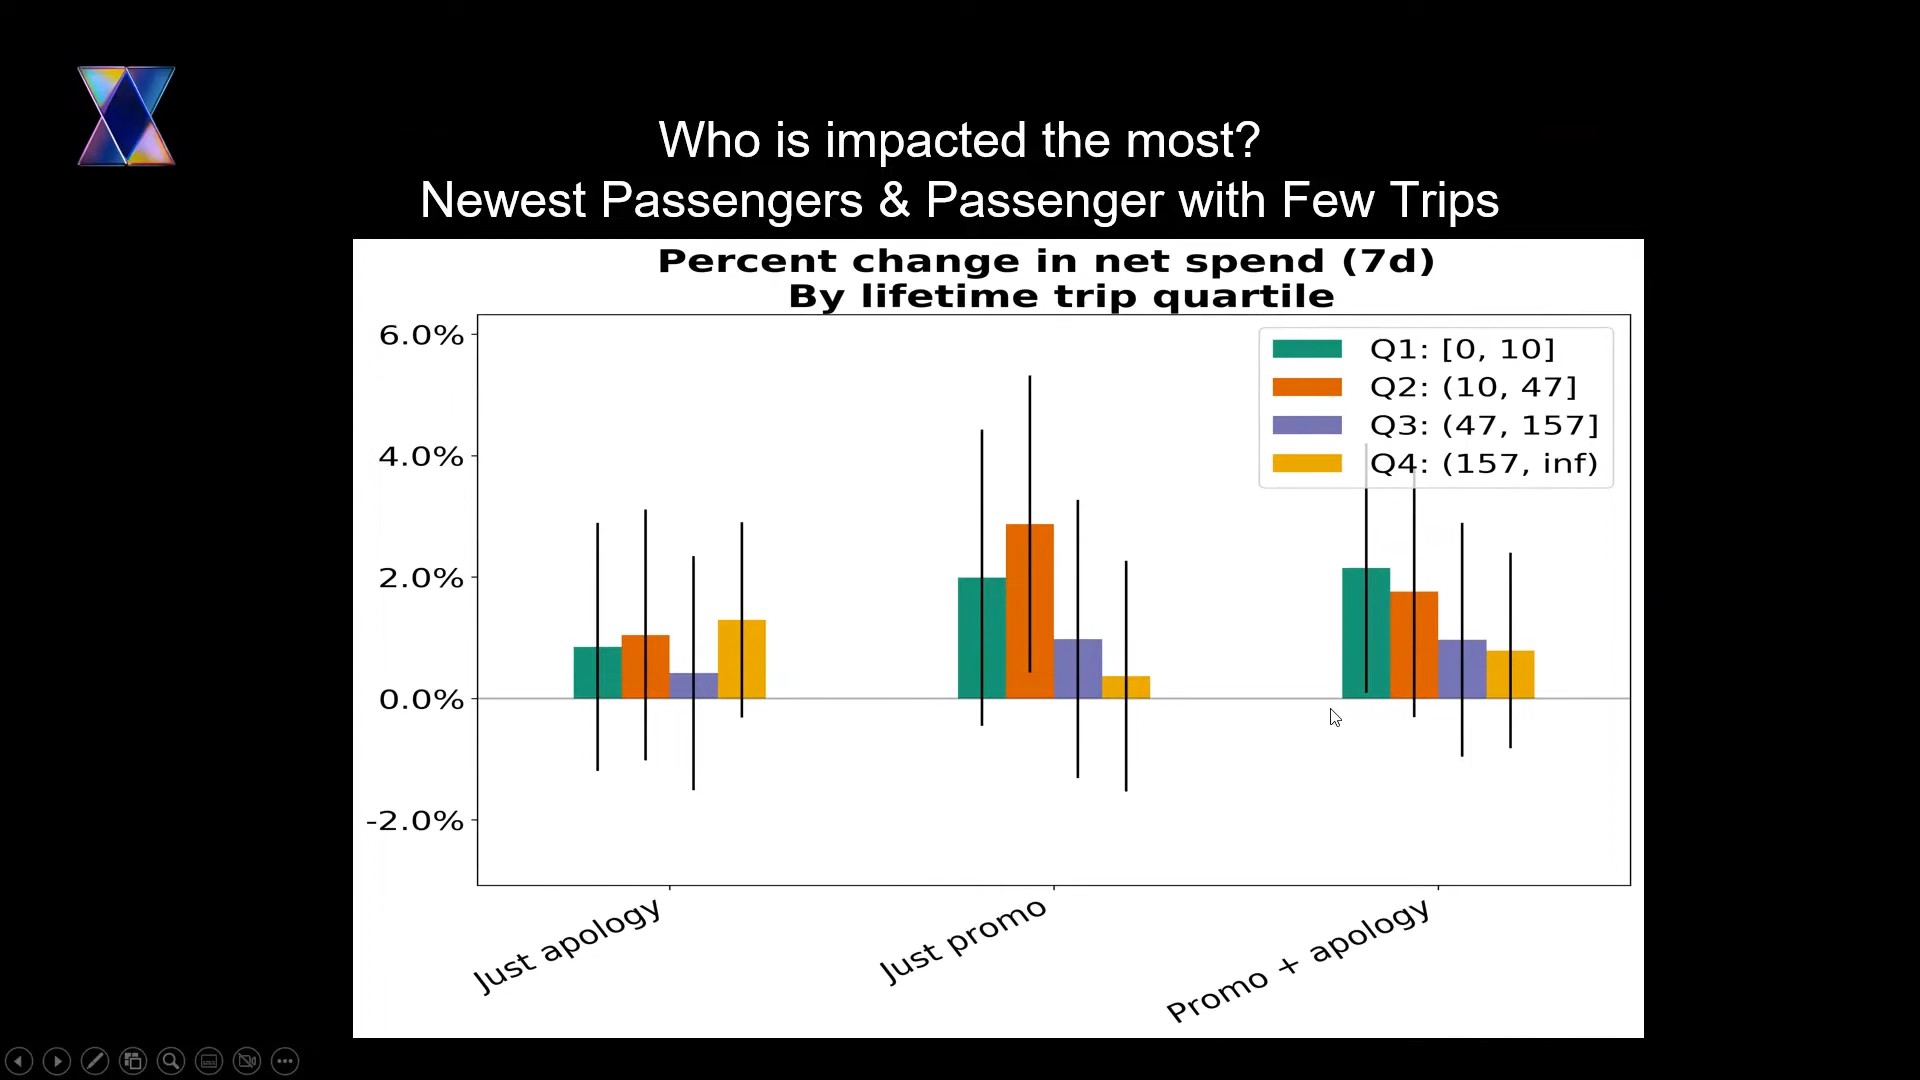 Who is impacted the most?
Newest Passengers & Passenger with Few Trips
Percent change in net spend (7d)
By lifetime trip quartile
6.0%
4.0%
2.0%
0.0%
-2.0%
Q1: [0, 10]
Q2: (10, 47]
Q3: (47, 157]
Q4: (157, inf)
Just apology
Just promo
Promo + apology